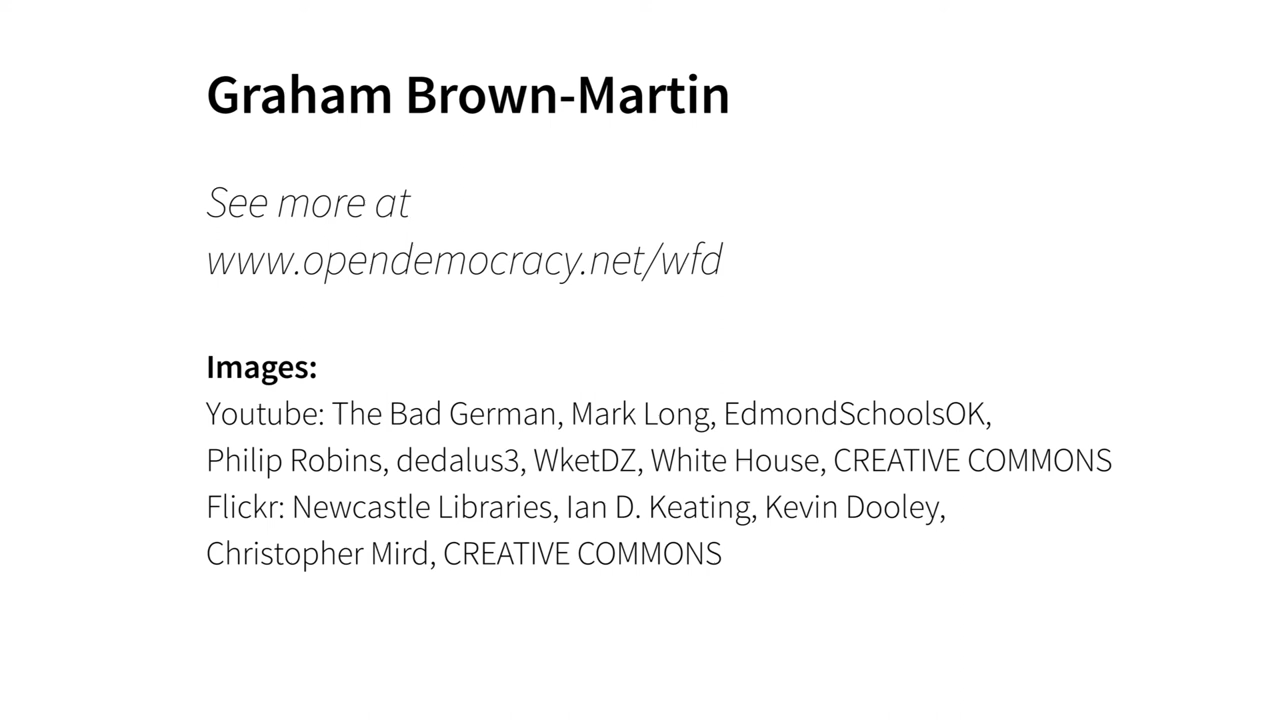 Graham Brown-Martin
See more at
www.opendemocracy.net/wfd
Images:
Youtube: The Bad German, Mark Long, EdmondSchoolsOK,
Philip Robins, dedalus3, WketDZ, White House, CREATIVE COMMONS
Flickr: Newcastle Libraries, Ian D. Keating, Kevin Dooley,
Christopher Mird, CREATIVE COMMONS